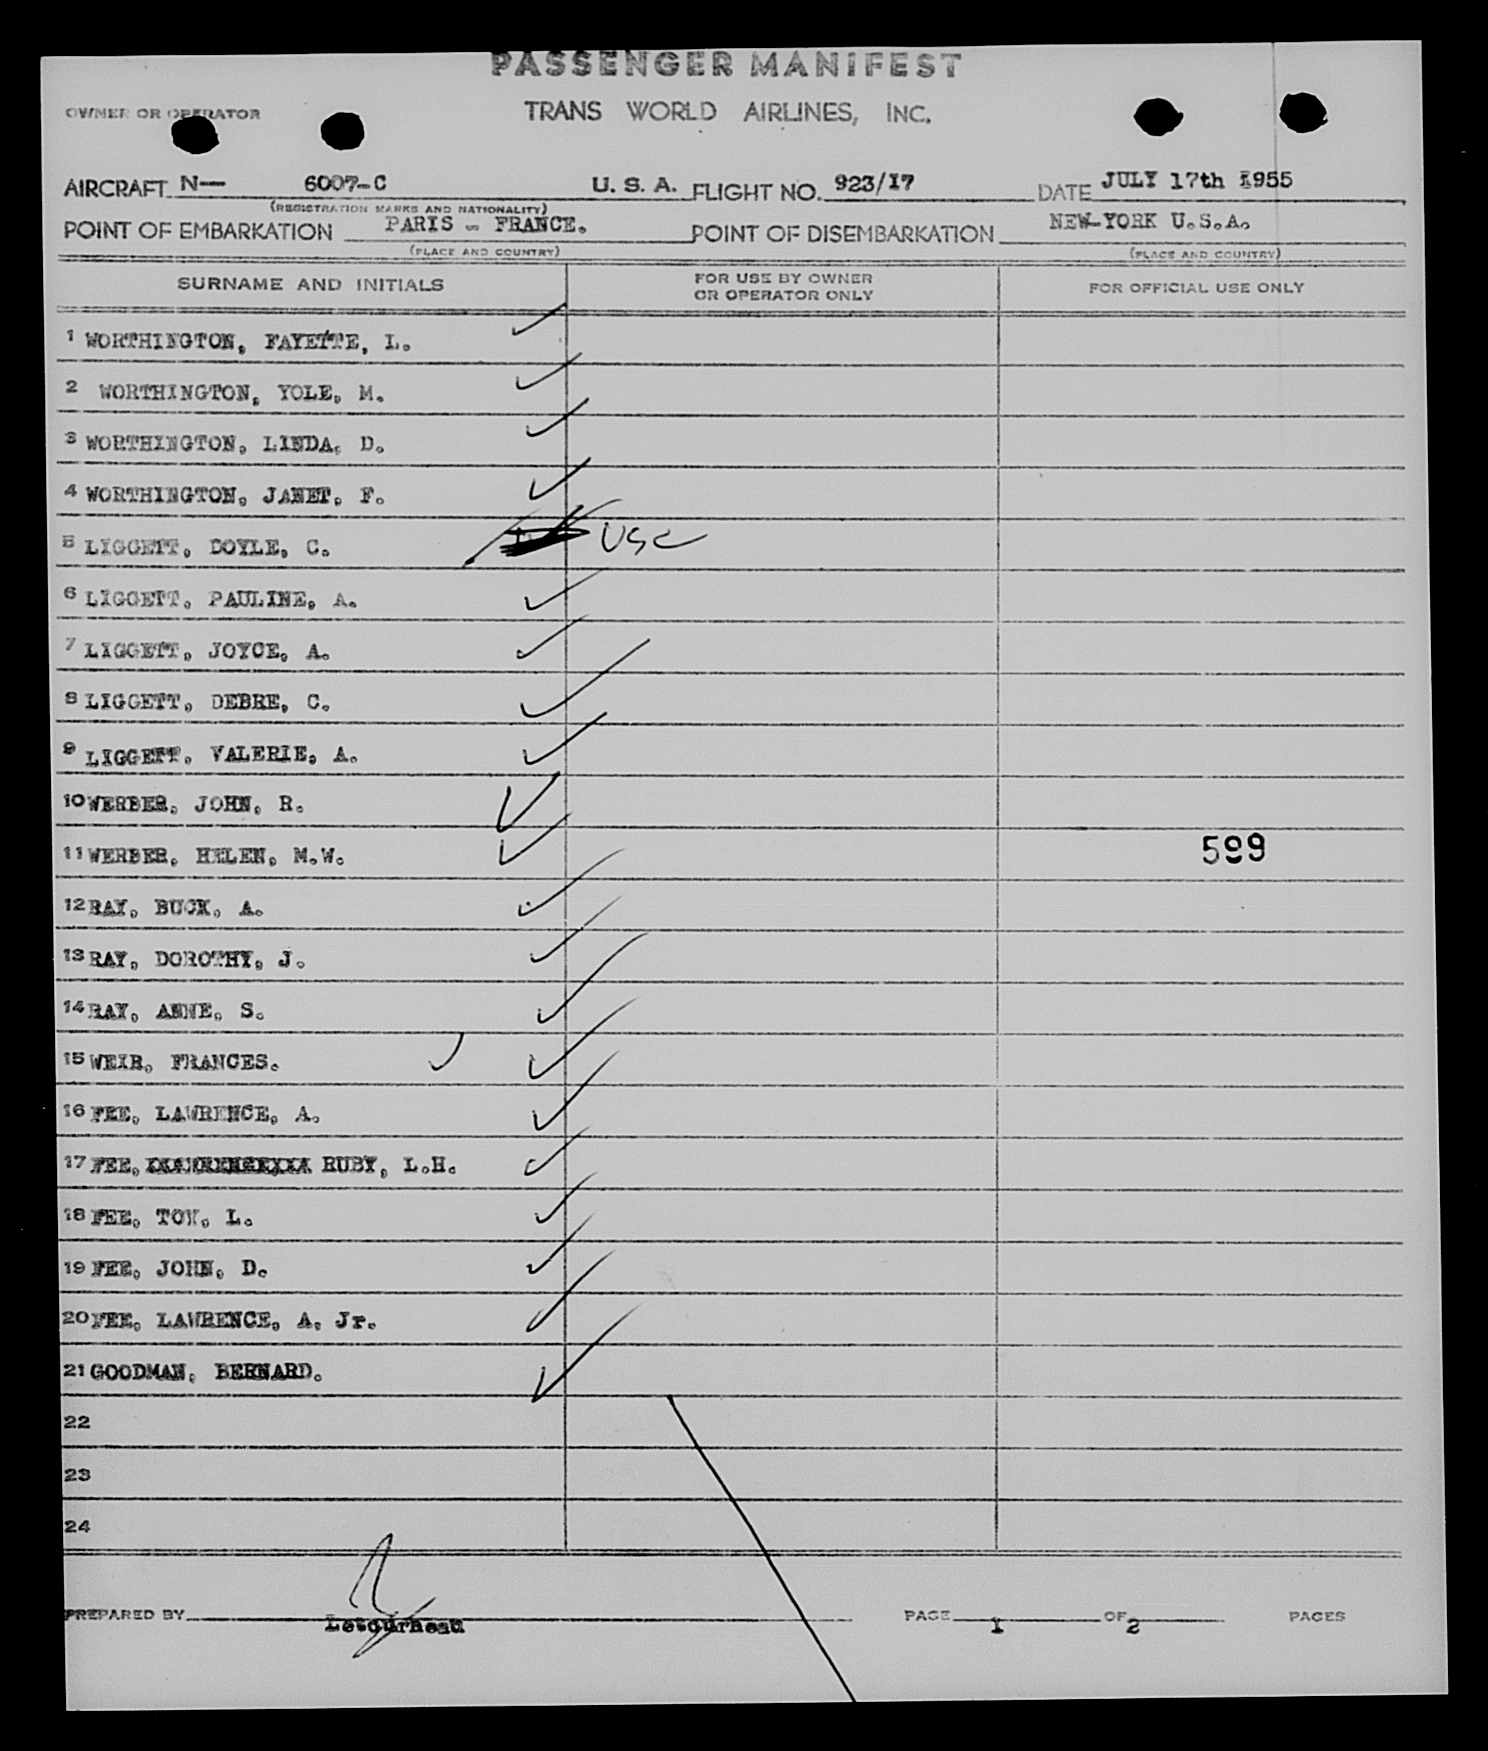 PASSENGER MANIFEST
OWNER OR OPERATOR TRANS WORLD AIRLINES, INC.
AIRCRAFT N— 6007-C U. S. A. FLIGHT NO. 923/17 DATE JULY 17th 1955
(REGISTRATION MARKS AND NATIONALITY)
POINT OF EMBARKATION PARIS - FRANCE. POINT OF DISEMBARKATION NEW-YORK U.S.A.
(PLACE AND COUNTRY) (PLACE AND COUNTRY)
SURNAME AND INITIALS FOR USE BY OWNER OR OPERATOR ONLY FOR OFFICIAL USE ONLY
1 WORTHINGTON, FAYETTE, L.
2 WORTHINGTON, YOLE, M.
3 WORTHINGTON, LINDA, D.
4 WORTHINGTON, JANET, F.
5 LIGGETT, DOYLE, C. USC
6 LIGGETT, PAULINE, A.
7 LIGGETT, JOYCE, A.
8 LIGGETT, DEBRE, C.
9 LIGGETT, VALERIE, A.
10 WERBER, JOHN, R.
11 WERBER, HELEN, M.W. 599
12 RAY, BUCK, A.
13 RAY, DOROTHY, J.
14 RAY, ANNE, S.
15 WEIR, FRANCES.
16 FEE, LAWRENCE, A.
17 FEE, RUBY, L.H.
18 FEE, TOM, L.
19 FEE, JOHN, D.
20 FEE, LAWRENCE, A. Jr.
21 GOODMAN, BERNARD.
22
23
24
PREPARED BY Letourneau PAGE 1 OF 2 PAGES